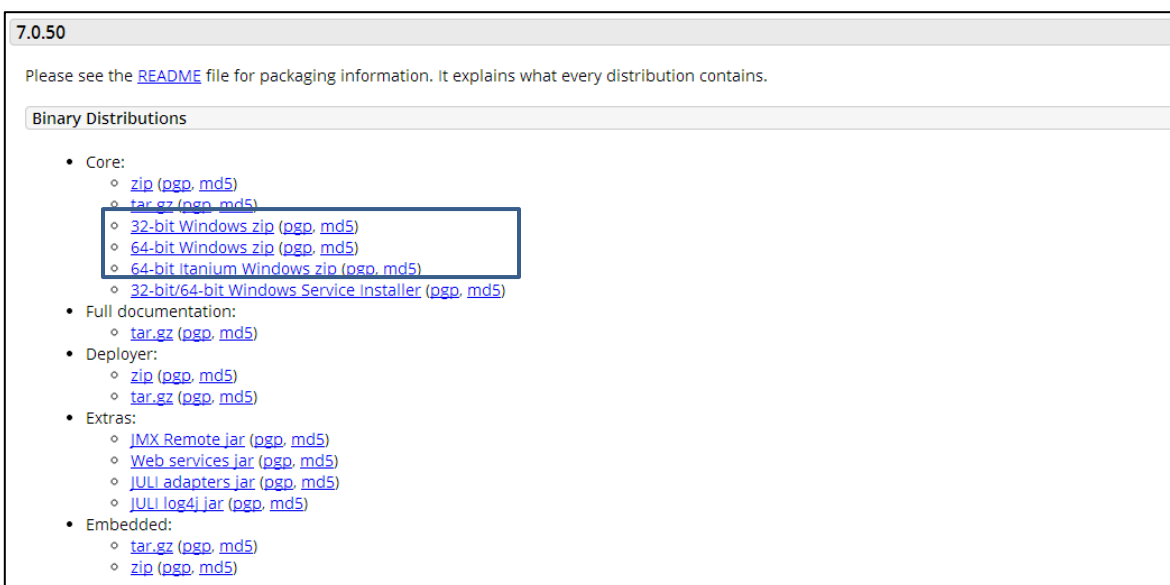 7.0.50
Please see the README file for packaging information. It explains what every distribution contains.
Binary Distributions
Core:
zip (pgp, md5)
tar.gz (pgp, md5)
32-bit Windows zip (pgp, md5)
64-bit Windows zip (pgp, md5)
64-bit Itanium Windows zip (pgp, md5)
32-bit/64-bit Windows Service Installer (pgp, md5)
Full documentation:
tar.gz (pgp, md5)
Deployer:
zip (pgp, md5)
tar.gz (pgp, md5)
Extras:
JMX Remote jar (pgp, md5)
Web services jar (pgp, md5)
JULI adapters jar (pgp, md5)
JULI log4j jar (pgp, md5)
Embedded:
tar.gz (pgp, md5)
zip (pgp, md5)